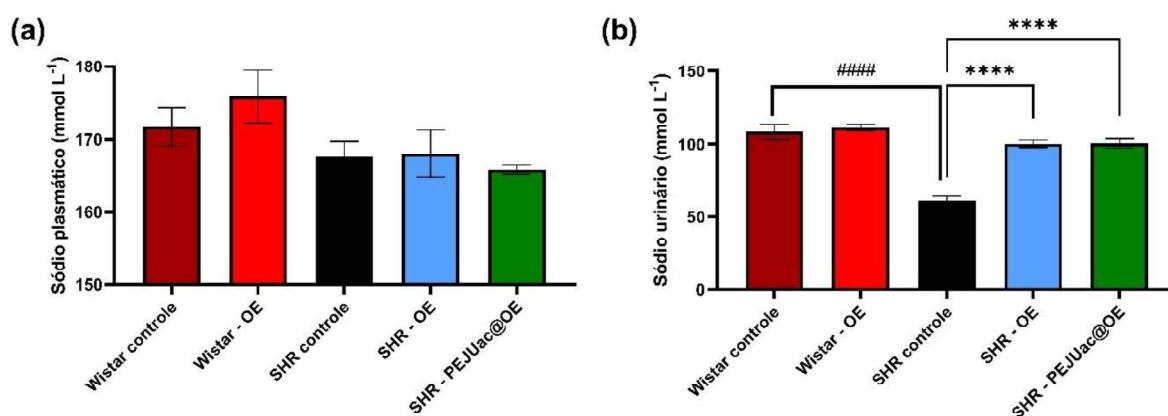 (a)
Sódio plasmático (mmol L⁻¹)
180
170
160
150
Wistar controle
Wistar - OE
SHR controle
SHR - OE
SHR - PEJUac@OE
(b)
Sódio urinário (mmol L⁻¹)
150
100
50
0
####
****
****
Wistar controle
Wistar - OE
SHR controle
SHR - OE
SHR - PEJUac@OE